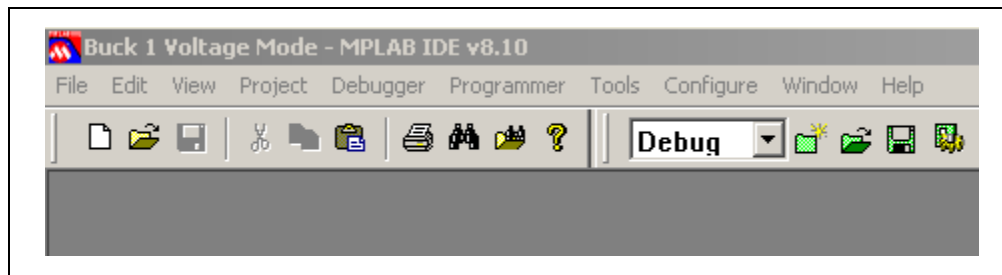 Buck 1 Voltage Mode - MPLAB IDE v8.10
File Edit View Project Debugger Programmer Tools Configure Window Help
Debug